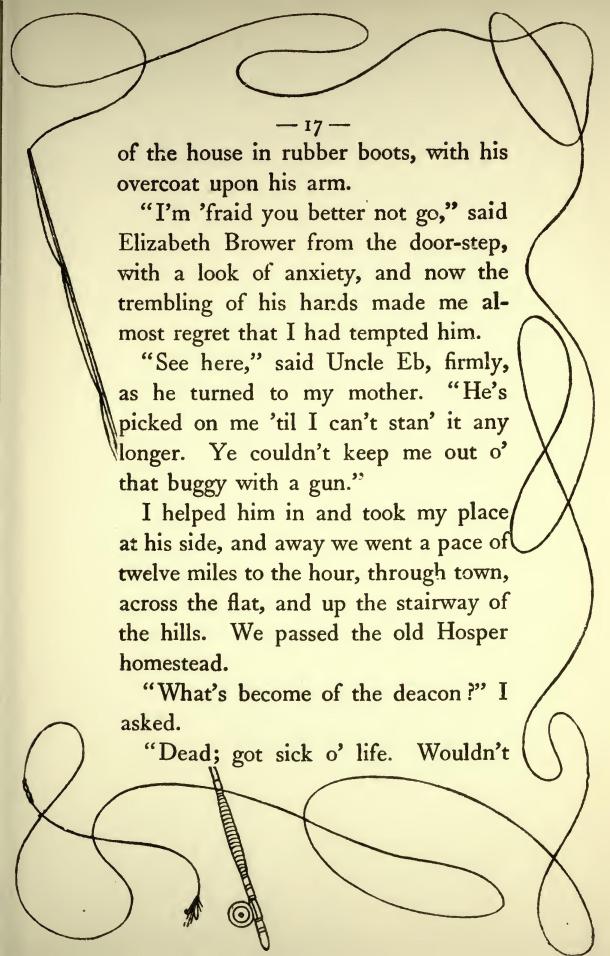 — 17 —
of the house in rubber boots, with his
overcoat upon his arm.
“I'm 'fraid you better not go,” said
Elizabeth Brower from the door-step,
with a look of anxiety, and now the
trembling of his hands made me al-
most regret that I had tempted him.
“See here,” said Uncle Eb, firmly,
as he turned to my mother. “He's
picked on me 'til I can't stan' it any
longer. Ye couldn't keep me out o'
that buggy with a gun.”
I helped him in and took my place
at his side, and away we went a pace of
twelve miles to the hour, through town,
across the flat, and up the stairway of
the hills. We passed the old Hosper
homestead.
“What's become of the deacon?” I
asked.
“Dead; got sick o' life. Wouldn't